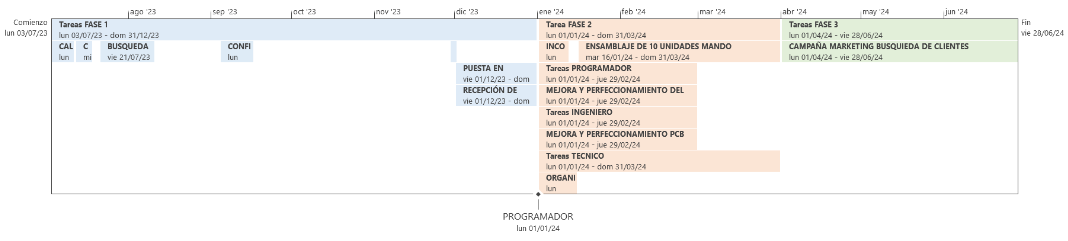 ago '23 sep '23 oct '23 nov '23 dic '23 ene '24 feb '24 mar '24 abr '24 may '24 jun '24
Comienzo
lun 03/07/23
Tareas FASE 1
lun 03/07/23 - dom 31/12/23
Tarea FASE 2
lun 01/01/24 - dom 31/03/24
Tareas FASE 3
lun 01/04/24 - vie 28/06/24
Fin
vie 28/06/24
CAL
lun
C
mi
BUSQUEDA
vie 21/07/23
CONFI
lun
INCO
lun
ENSAMBLAJE DE 10 UNIDADES MANDO
mar 16/01/24 - dom 31/03/24
CAMPAÑA MARKETING BUSQUIEDA DE CLIENTES
lun 01/04/24 - vie 28/06/24
PUESTA EN
vie 01/12/23 - dom
Tareas PROGRAMADOR
lun 01/01/24 - jue 29/02/24
RECEPCIÓN DE
vie 01/12/23 - dom
MEJORA Y PERFECCIONAMIENTO DEL
lun 01/01/24 - jue 29/02/24
Tareas INGENIERO
lun 01/01/24 - jue 29/02/24
MEJORA Y PERFECCIONAMIENTO PCB
lun 01/01/24 - jue 29/02/24
Tareas TECNICO
lun 01/01/24 - dom 31/03/24
ORGANI
lun
PROGRAMADOR
lun 01/01/24